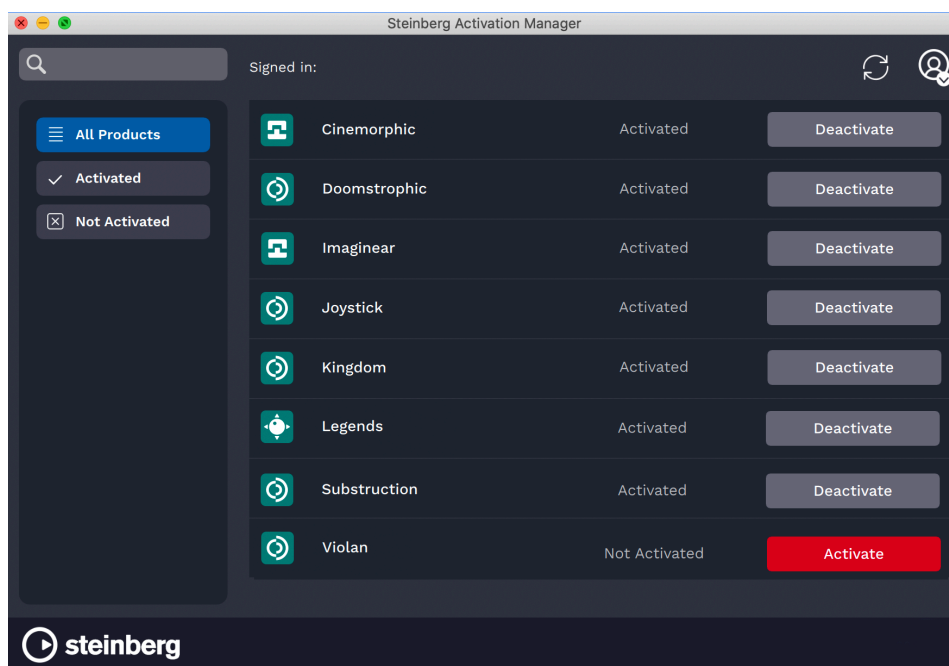 Steinberg Activation Manager
Signed in:
All Products
Activated
Not Activated
Cinemorphic Activated Deactivate
Doomstrophic Activated Deactivate
Imaginear Activated Deactivate
Joystick Activated Deactivate
Kingdom Activated Deactivate
Legends Activated Deactivate
Substruction Activated Deactivate
Violan Not Activated Activate
steinberg